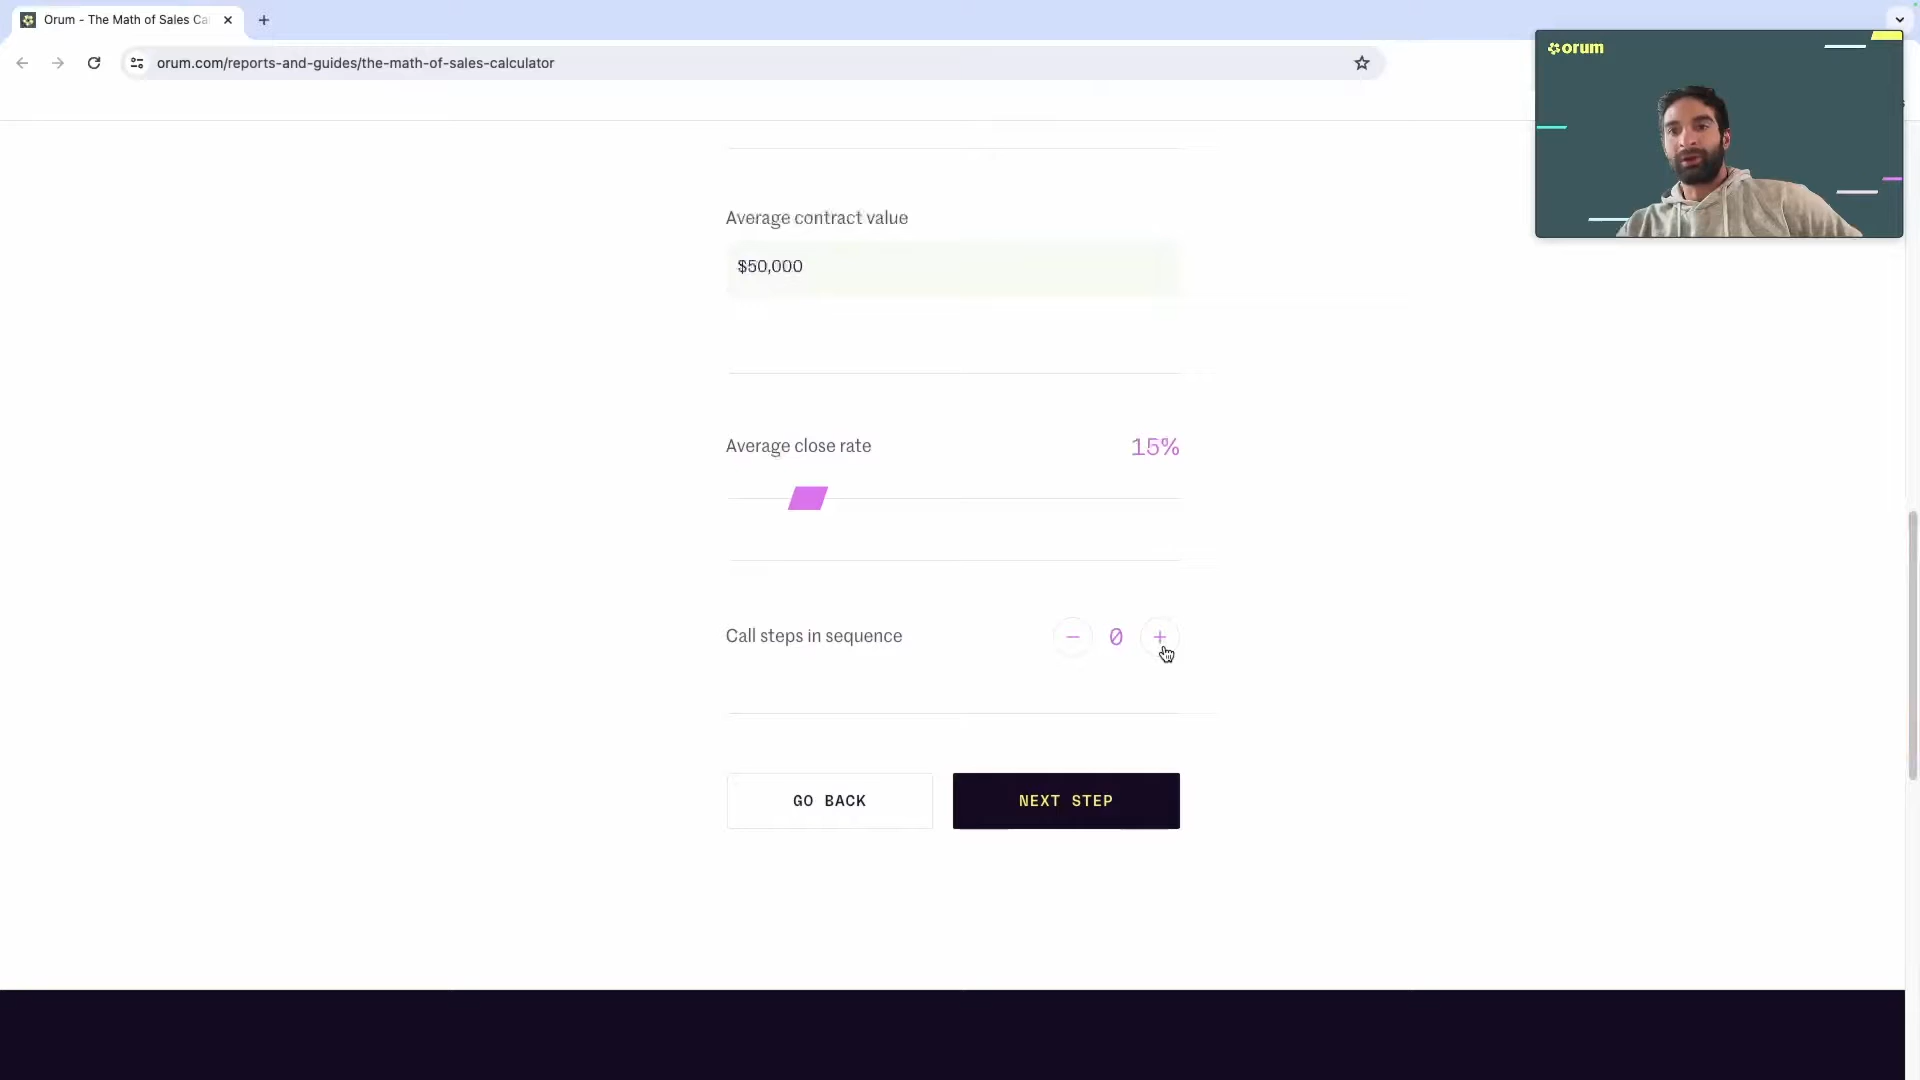 Orum - The Math of Sales Ca
orum.com/reports-and-guides/the-math-of-sales-calculator
orum
Average contract value
$50,000
Average close rate
15%
Call steps in sequence
0
GO BACK
NEXT STEP